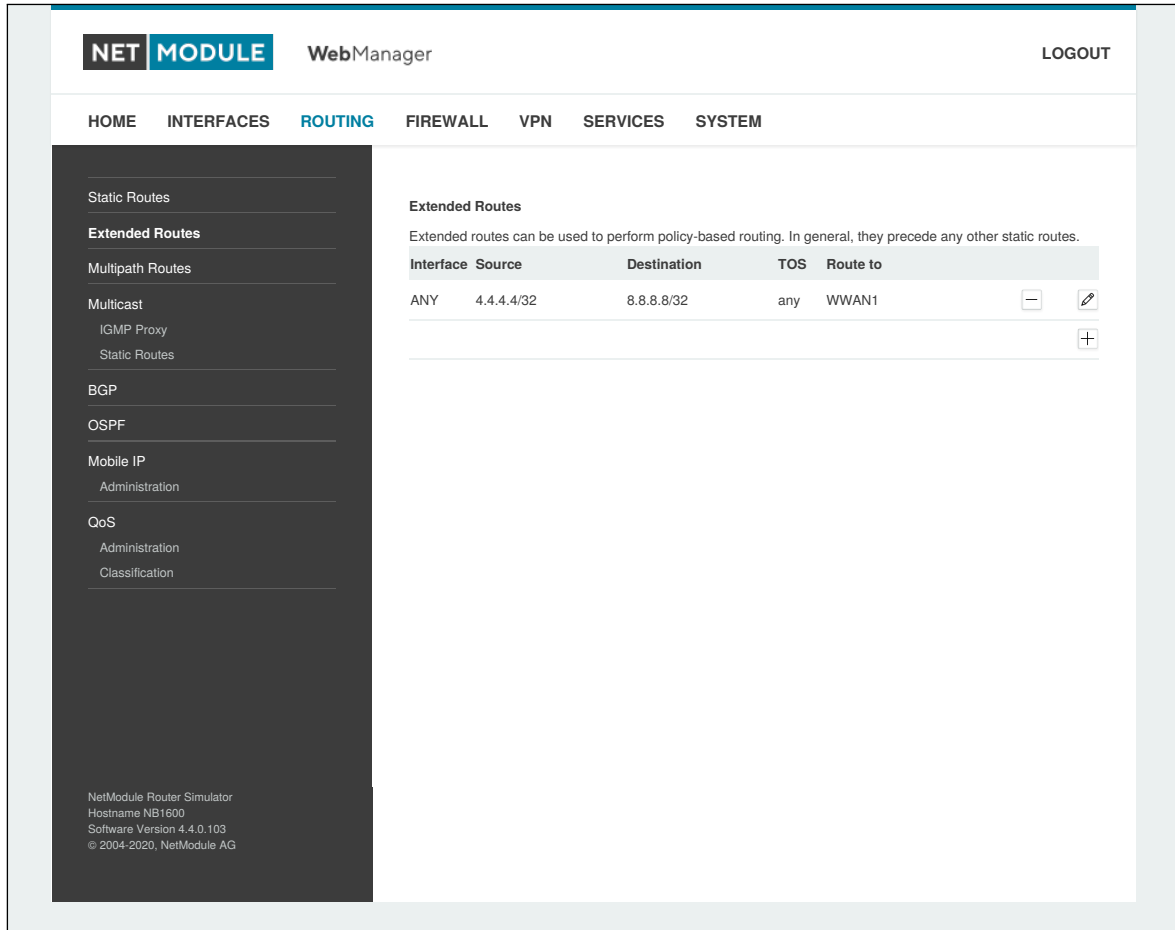 NET MODULE WebManager LOGOUT
HOME INTERFACES ROUTING FIREWALL VPN SERVICES SYSTEM
Static Routes
Extended Routes
Multipath Routes
Multicast
IGMP Proxy
Static Routes
BGP
OSPF
Mobile IP
Administration
QoS
Administration
Classification
NetModule Router Simulator
Hostname NB1600
Software Version 4.4.0.103
© 2004-2020, NetModule AG
Extended Routes
Extended routes can be used to perform policy-based routing. In general, they precede any other static routes.
Interface Source Destination TOS Route to
ANY 4.4.4.4/32 8.8.8.8/32 any WWAN1